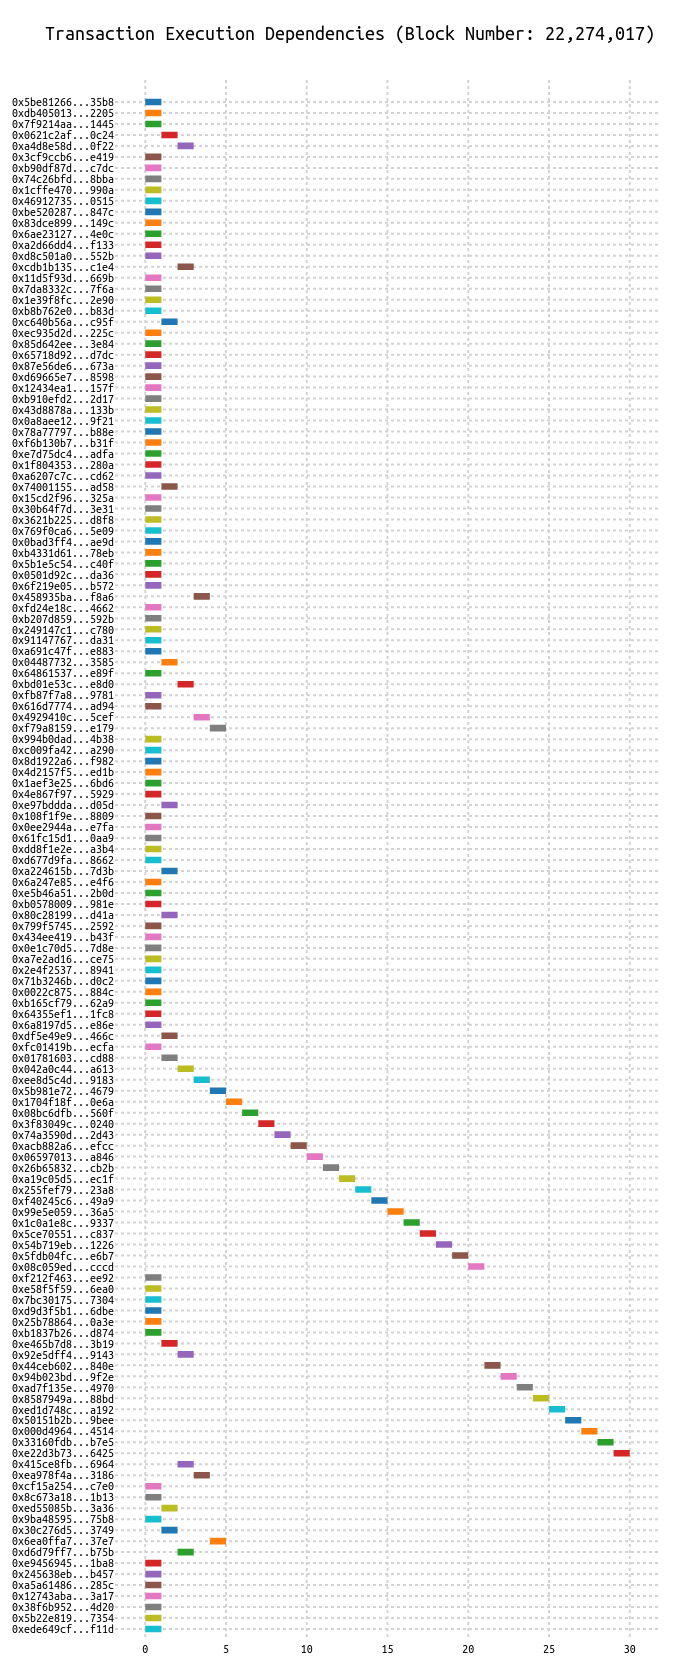 Transaction Execution Dependencies (Block Number: 22,274,017)
0x5be81266...35b8
0xdb405013...2205
0x7f9214aa...1445
0x0621c2af...0c24
0xa4d8e58d...0f22
0x3cf9ccb6...e419
0xb90df87d...c7dc
0x74c26bfd...8bba
0x1cffe470...990a
0x46912735...0515
0xbe520287...847c
0x83dce899...149c
0x6ae23127...4e0c
0xa2d66dd4...f133
0xd8c501a0...552b
0xcdb1b135...c1e4
0x11d5f93d...669b
0x7da8332c...7f6a
0x1e39f8fc...2e90
0xb8b762e0...b83d
0xc640b56a...c95f
0xec935d2d...225c
0x85d642ee...3e84
0x65718d92...d7dc
0x87e56de6...673a
0xd69665e7...8598
0x12434ea1...157f
0xb910efd2...2d17
0x43d8878a...133b
0x0a8aee12...9f21
0x78a77797...b88e
0xf6b130b7...b31f
0xe7d75dc4...adfa
0x1f804353...280a
0xa6207c7c...cd62
0x74001155...ad58
0x15cd2f96...325a
0x30b64f7d...3e31
0x3621b225...d8f8
0x769f0ca6...5e09
0x0bad3ff4...ae9d
0xb4331d61...78eb
0x5b1e5c54...c40f
0x0501d92c...da36
0x6f219e05...b572
0x458935ba...f8a6
0xfd24e18c...4662
0xb207d859...592b
0x249147c1...c780
0x91147767...da31
0xa691c47f...e883
0x04487732...3585
0x64861537...e89f
0xbd01e53c...e8d0
0xfb87f7a8...9781
0x616d7774...ad94
0x4929410c...5cef
0xf79a8159...e179
0x994b0dad...4b38
0xc009fa42...a290
0x8d1922a6...f982
0x4d2157f5...ed1b
0x1aef3e25...6bd6
0x4e867f97...5929
0xe97bddda...d05d
0x108f1f9e...8809
0x0ee2944a...e7fa
0x61fc15d1...0aa9
0xdd8f1e2e...a3b4
0xd677d9fa...8662
0xa224615b...7d3b
0x6a247e85...e4f6
0xe5b46a51...2b0d
0xb0578009...981e
0x80c28199...d41a
0x799f5745...2592
0x434ee419...b43f
0x0e1c70d5...7d8e
0xa7e2ad16...ce75
0x2e4f2537...8941
0x71b3246b...d0c2
0x0022c875...884c
0xb165cf79...62a9
0x64355ef1...1fc8
0x6a8197d5...e86e
0xdf5e49e9...466c
0xfc01419b...ecfa
0x01781603...cd88
0x042a0c44...a613
0xee8d5c4d...9183
0x5b981e72...4679
0x1704f18f...0e6a
0x08bc6dfb...560f
0x3f83049c...0240
0x74a3590d...2d43
0xacb882a6...efcc
0x06597013...a846
0x26b65832...cb2b
0xa19c05d5...ec1f
0x255fef79...23a8
0xf40245c6...49a9
0x99e5e059...36a5
0x1c0a1e8c...9337
0x5ce70551...c837
0x54b719eb...1226
0x5fdb04fc...e6b7
0x08c059ed...cccd
0xf212f463...ee92
0xe58f5f59...6ea0
0x7bc30175...7304
0xd9d3f5b1...6dbe
0x25b78864...0a3e
0xb1837b26...d874
0xe465b7d8...3b19
0x92e5dff4...9143
0x44ceb602...840e
0x94b023bd...9f2e
0xad7f135e...4970
0x8587949a...88bd
0xed1d748c...a192
0x50151b2b...9bee
0x000d4964...4514
0x33160fdb...b7e5
0xe22d3b73...6425
0x415ce8fb...6964
0xea978f4a...3186
0xcf15a254...c7e0
0x8c673a18...1b13
0xed55085b...3a36
0x9ba48595...75b8
0x30c276d5...3749
0x6ea0ffa7...37e7
0xd6d79ff7...b75b
0xe9456945...1ba8
0x245638eb...b457
0xa5a61486...285c
0x12743aba...3a17
0x38f6b952...4d20
0x5b22e819...7354
0xede649cf...f11d
0 5 10 15 20 25 30